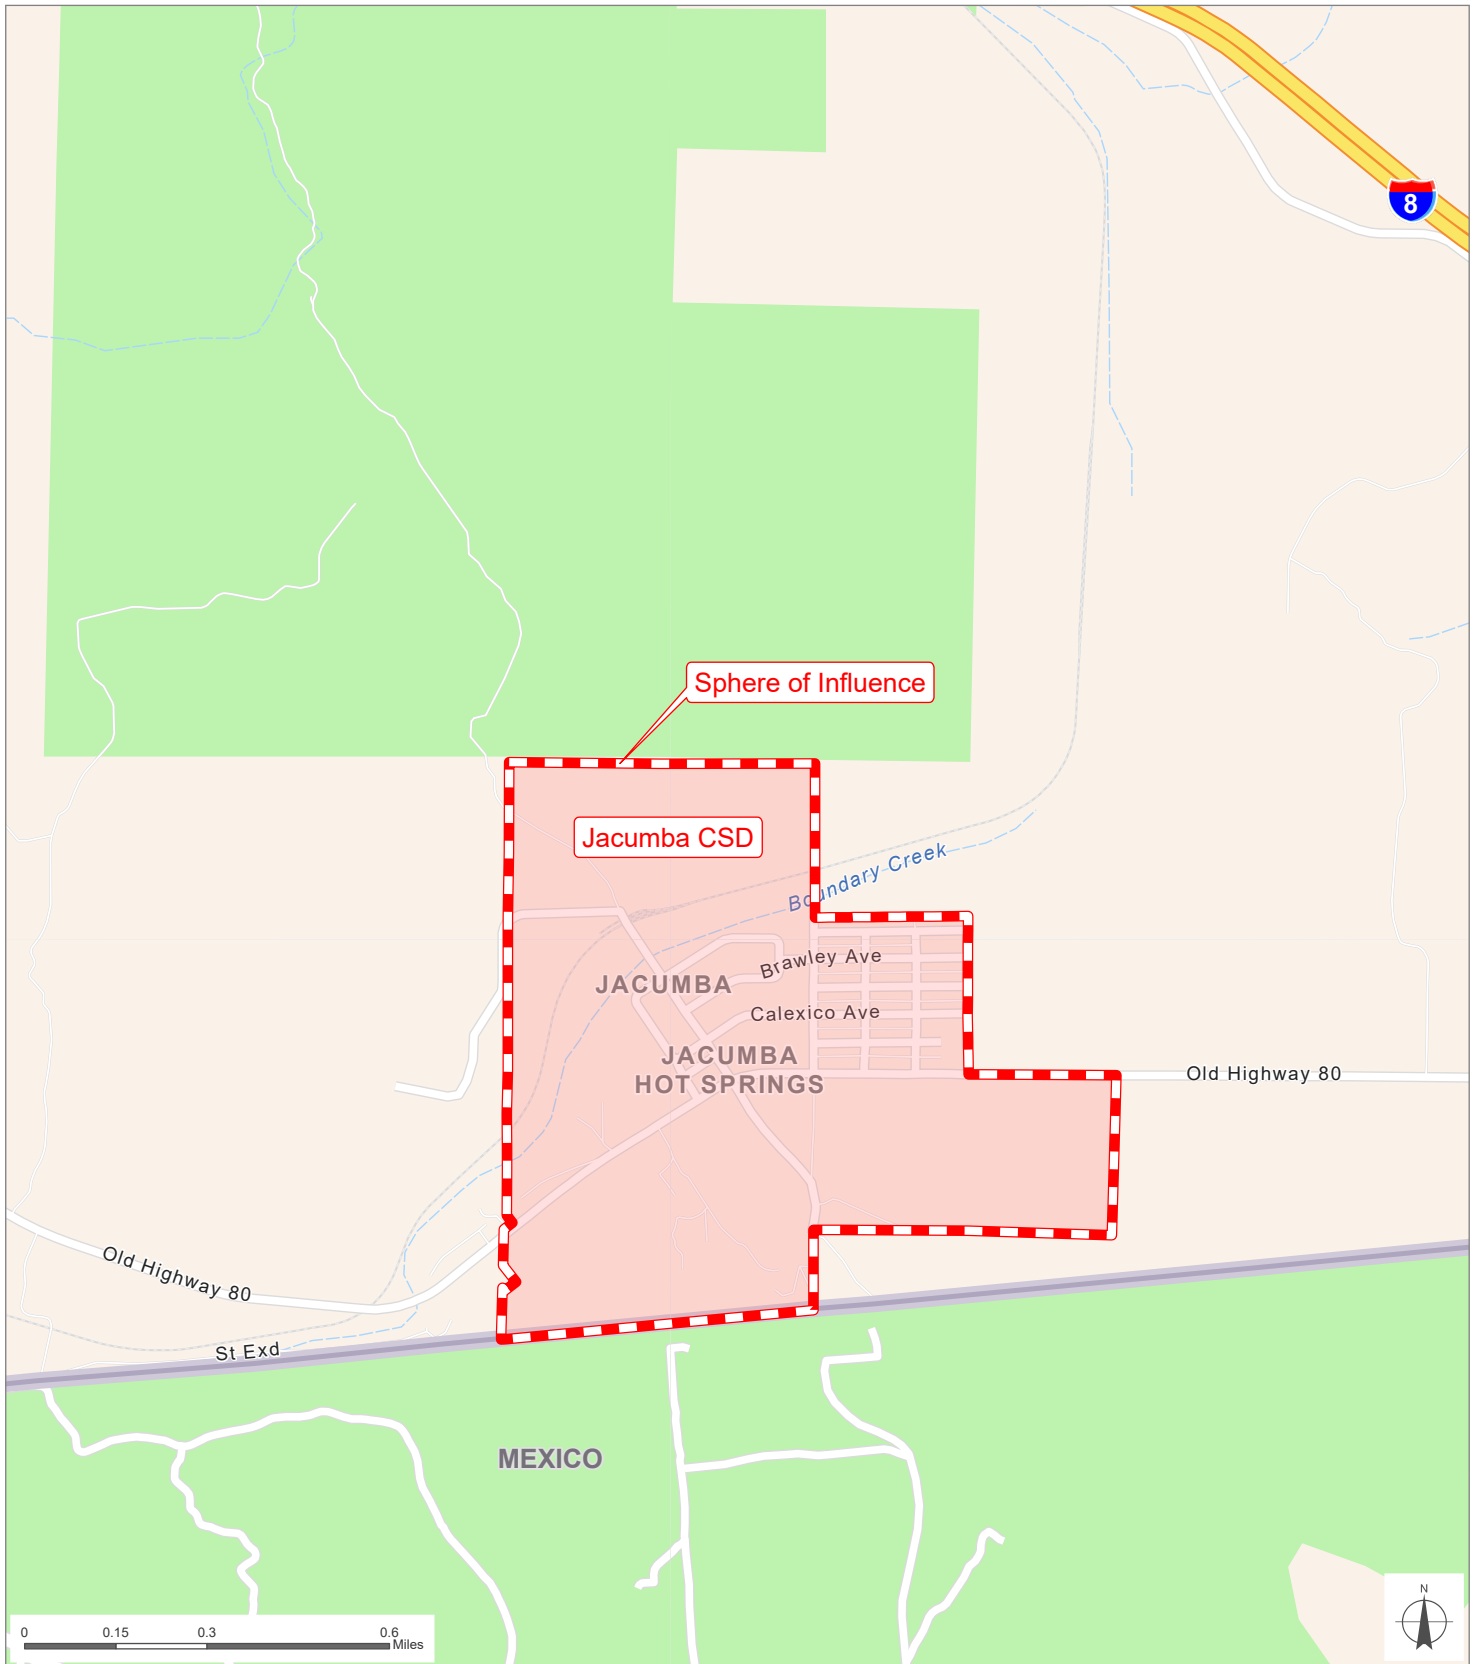 8
Sphere of Influence
Jacumba CSD
Boundary Creek
Brawley Ave
JACUMBA
Calexico Ave
JACUMBA
HOT SPRINGS
Old Highway 80
Old Highway 80
St Exd
MEXICO
N
0 0.15 0.3 0.6
Miles